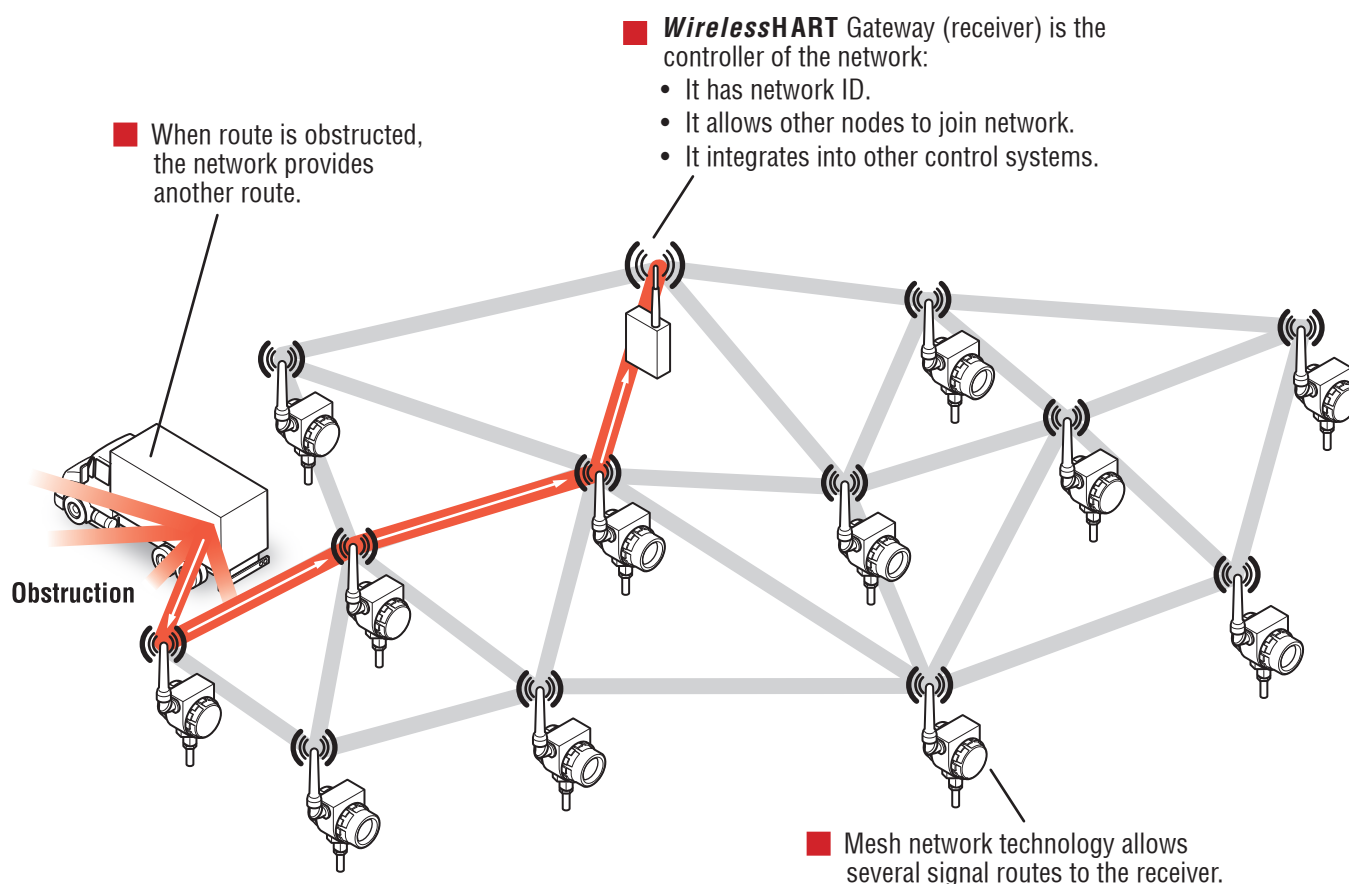 WirelessHART Gateway (receiver) is the
controller of the network:
• It has network ID.
• It allows other nodes to join network.
• It integrates into other control systems.
When route is obstructed,
the network provides
another route.
Obstruction
Mesh network technology allows
several signal routes to the receiver.